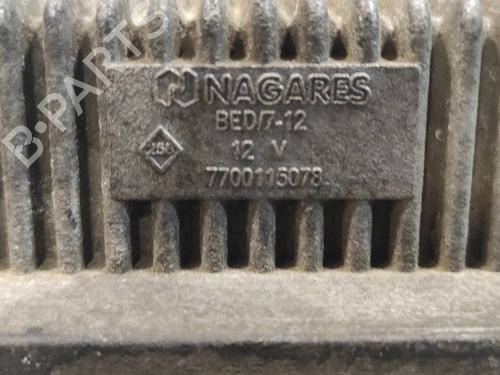 NAGARES
BED/7-12
12 V
7700115078
B-PARTS